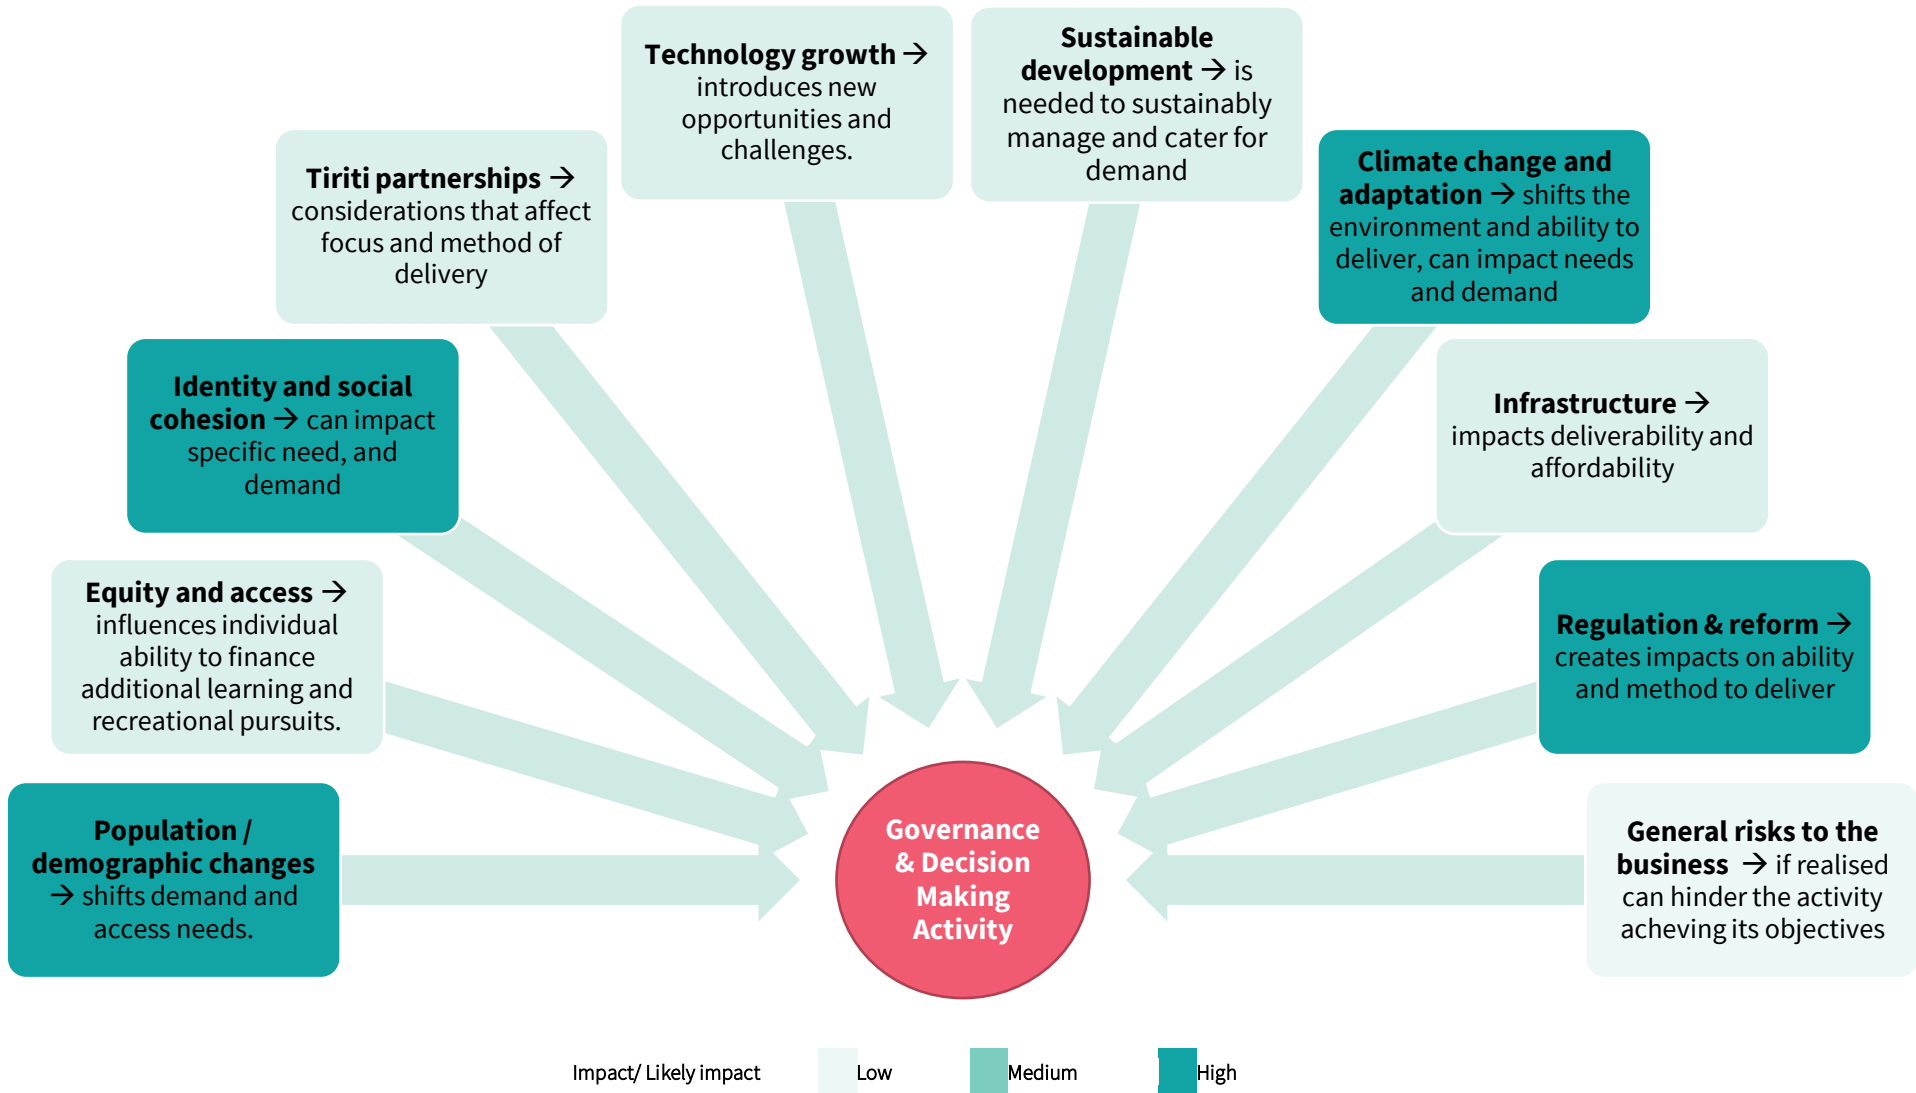 Technology growth →
introduces new
opportunities and
challenges.
Sustainable
development → is
needed to sustainably
manage and cater for
demand
Tiriti partnerships →
considerations that affect
focus and method of
delivery
Climate change and
adaptation → shifts the
environment and ability to
deliver, can impact needs
and demand
Identity and social
cohesion → can impact
specific need, and
demand
Infrastructure →
impacts deliverability and
affordability
Equity and access →
influences individual
ability to finance
additional learning and
recreational pursuits.
Regulation & reform →
creates impacts on ability
and method to deliver
Population /
demographic changes
→ shifts demand and
access needs.
Governance
& Decision
Making
Activity
General risks to the
business → if realised
can hinder the activity
acheving its objectives
Impact/ Likely impact
Low
Medium
High